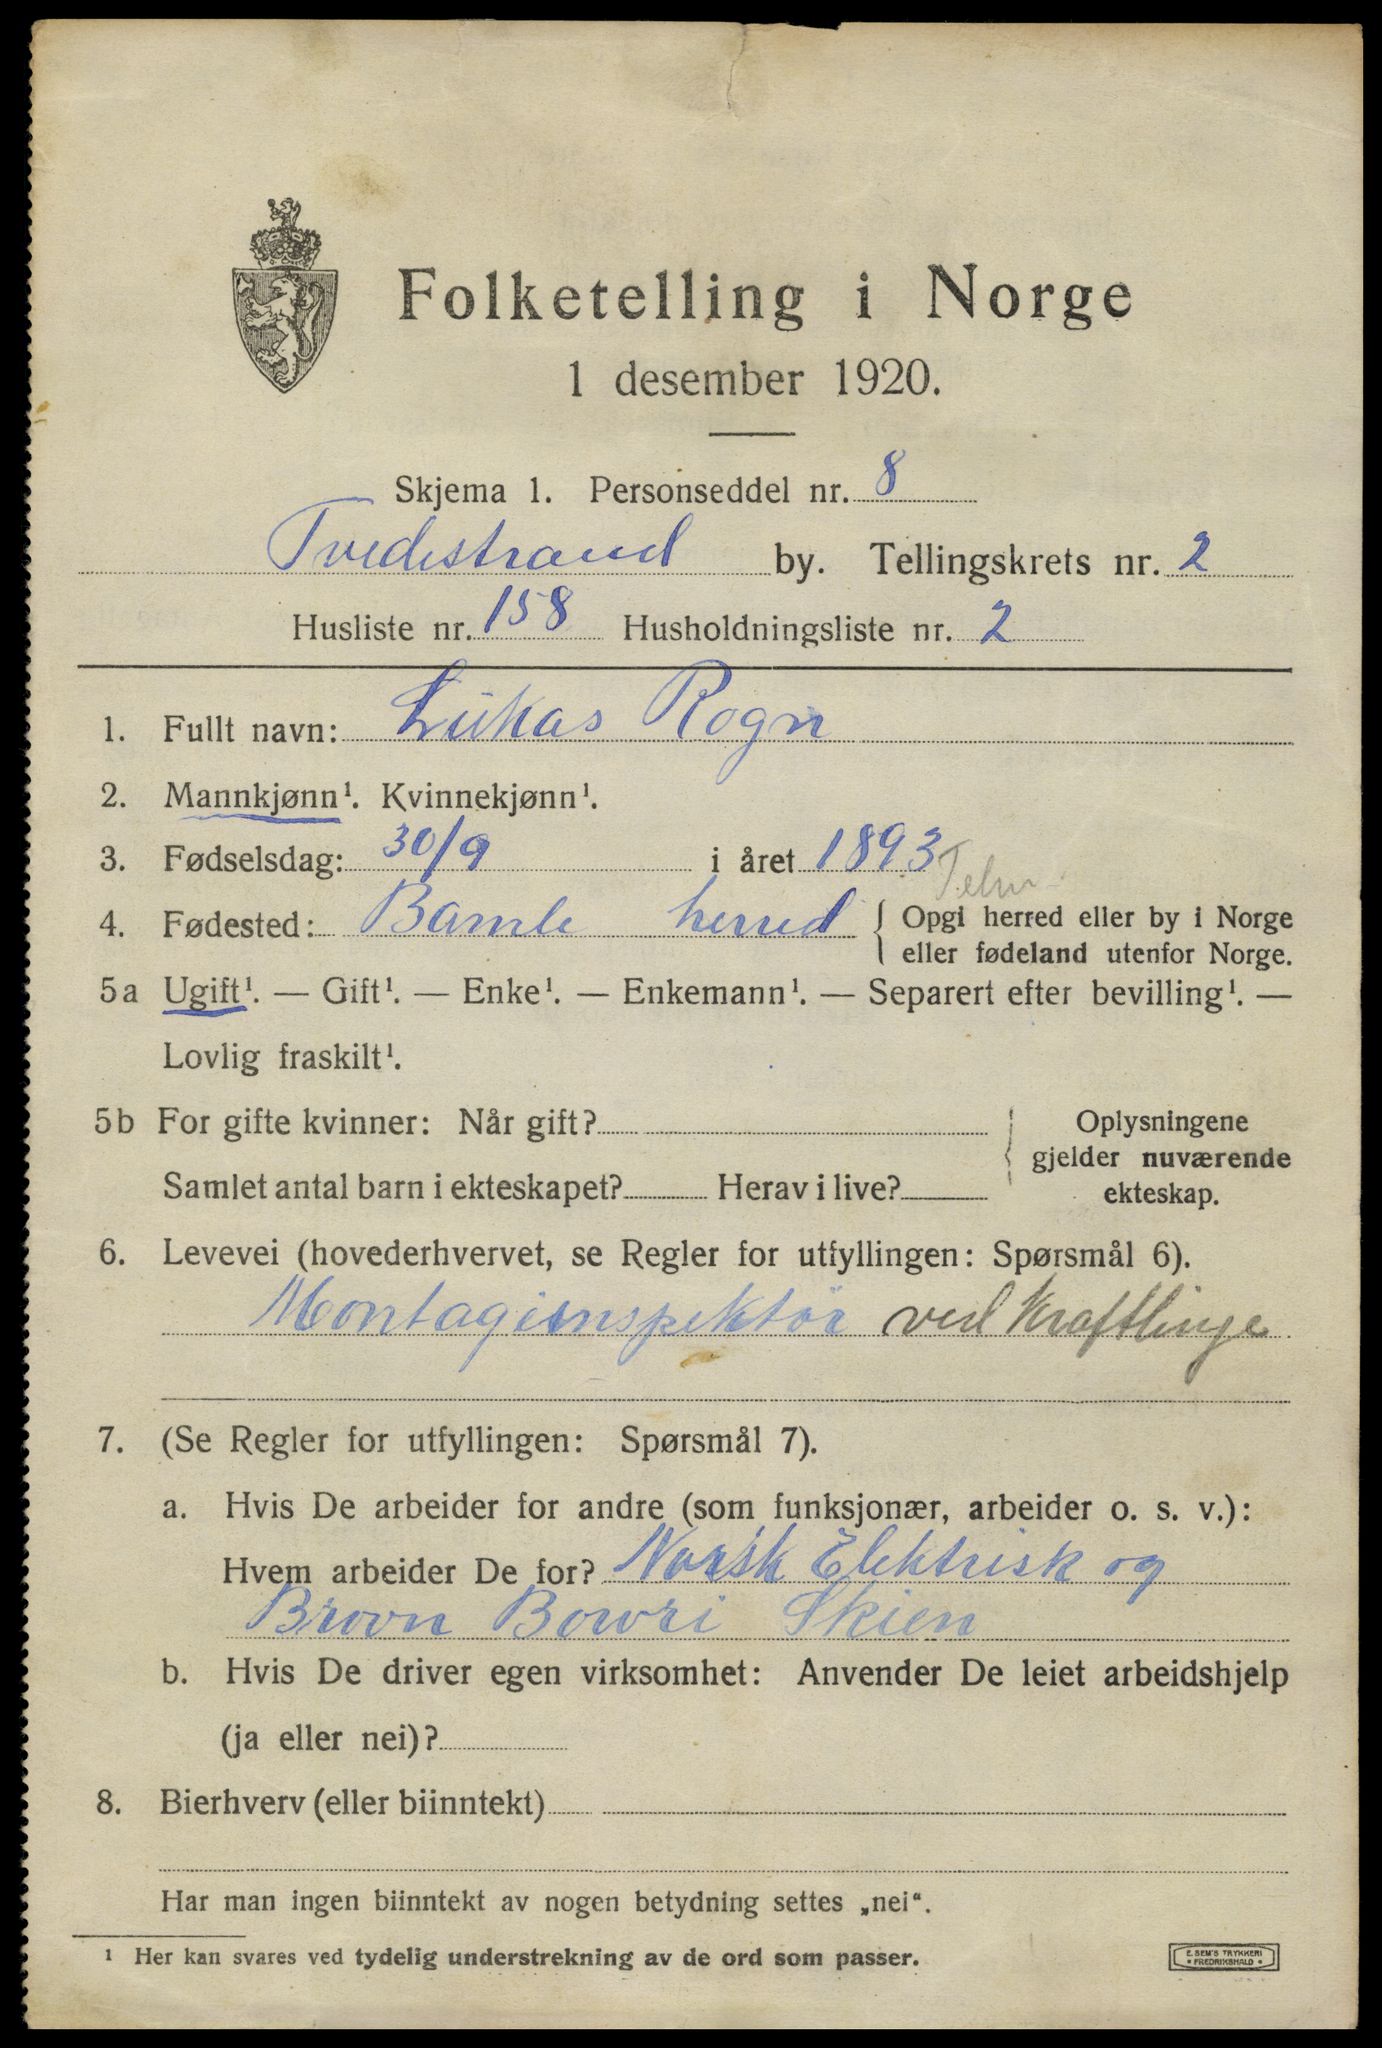 Folketelling i Norge
1 desember 1920.
Skjema 1. Personseddel nr. 8
Tvedestrand by. Tellingskrets nr. 2
Husliste nr. 158 Husholdningsliste nr. 2
1. Fullt navn: Lukas Rogn
2. Mannkjønn¹. Kvinnekjønn¹.
3. Fødselsdag: 30/9 i året 1893
Telm.
4. Fødested: Bamle herred { Opgi herred eller by i Norge
eller fødeland utenfor Norge.
5a Ugift¹. — Gift¹. — Enke¹. — Enkemann¹. — Separert efter bevilling¹. —
Lovlig fraskilt¹.
5b For gifte kvinner: Når gift? { Oplysningene
gjelder nuværende
Samlet antal barn i ekteskapet? Herav i live? ekteskap.
6. Levevei (hovederhvervet, se Regler for utfyllingen: Spørsmål 6).
Montageinspektør ved Kraftlinje
7. (Se Regler for utfyllingen: Spørsmål 7).
a. Hvis De arbeider for andre (som funksjonær, arbeider o. s. v.):
Hvem arbeider De for? Norsk Elektrisk og
Brovn Bowri Skien
b. Hvis De driver egen virksomhet: Anvender De leiet arbeidshjelp
(ja eller nei)?
8. Bierhverv (eller biinntekt)
Har man ingen biinntekt av nogen betydning settes „nei“.
¹ Her kan svares ved tydelig understrekning av de ord som passer.
E. SEM'S TRYKKERI
• FREDRIKSHALD •